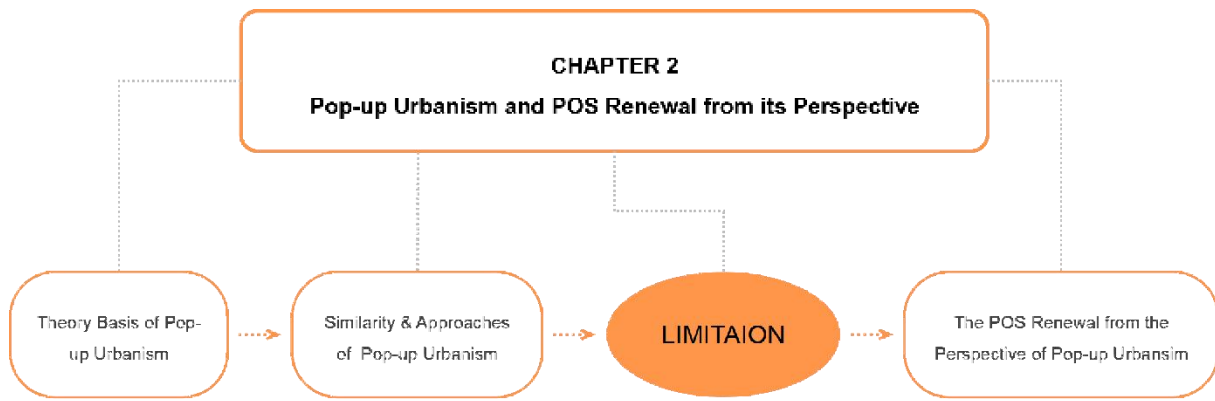 CHAPTER 2
Pop-up Urbanism and POS Renewal from its Perspective
Theory Basis of Pop-
up Urbanism
Similarity & Approaches
of Pop-up Urbanism
LIMITAION
The POS Renewal from the
Perspective of Pop-up Urbansim